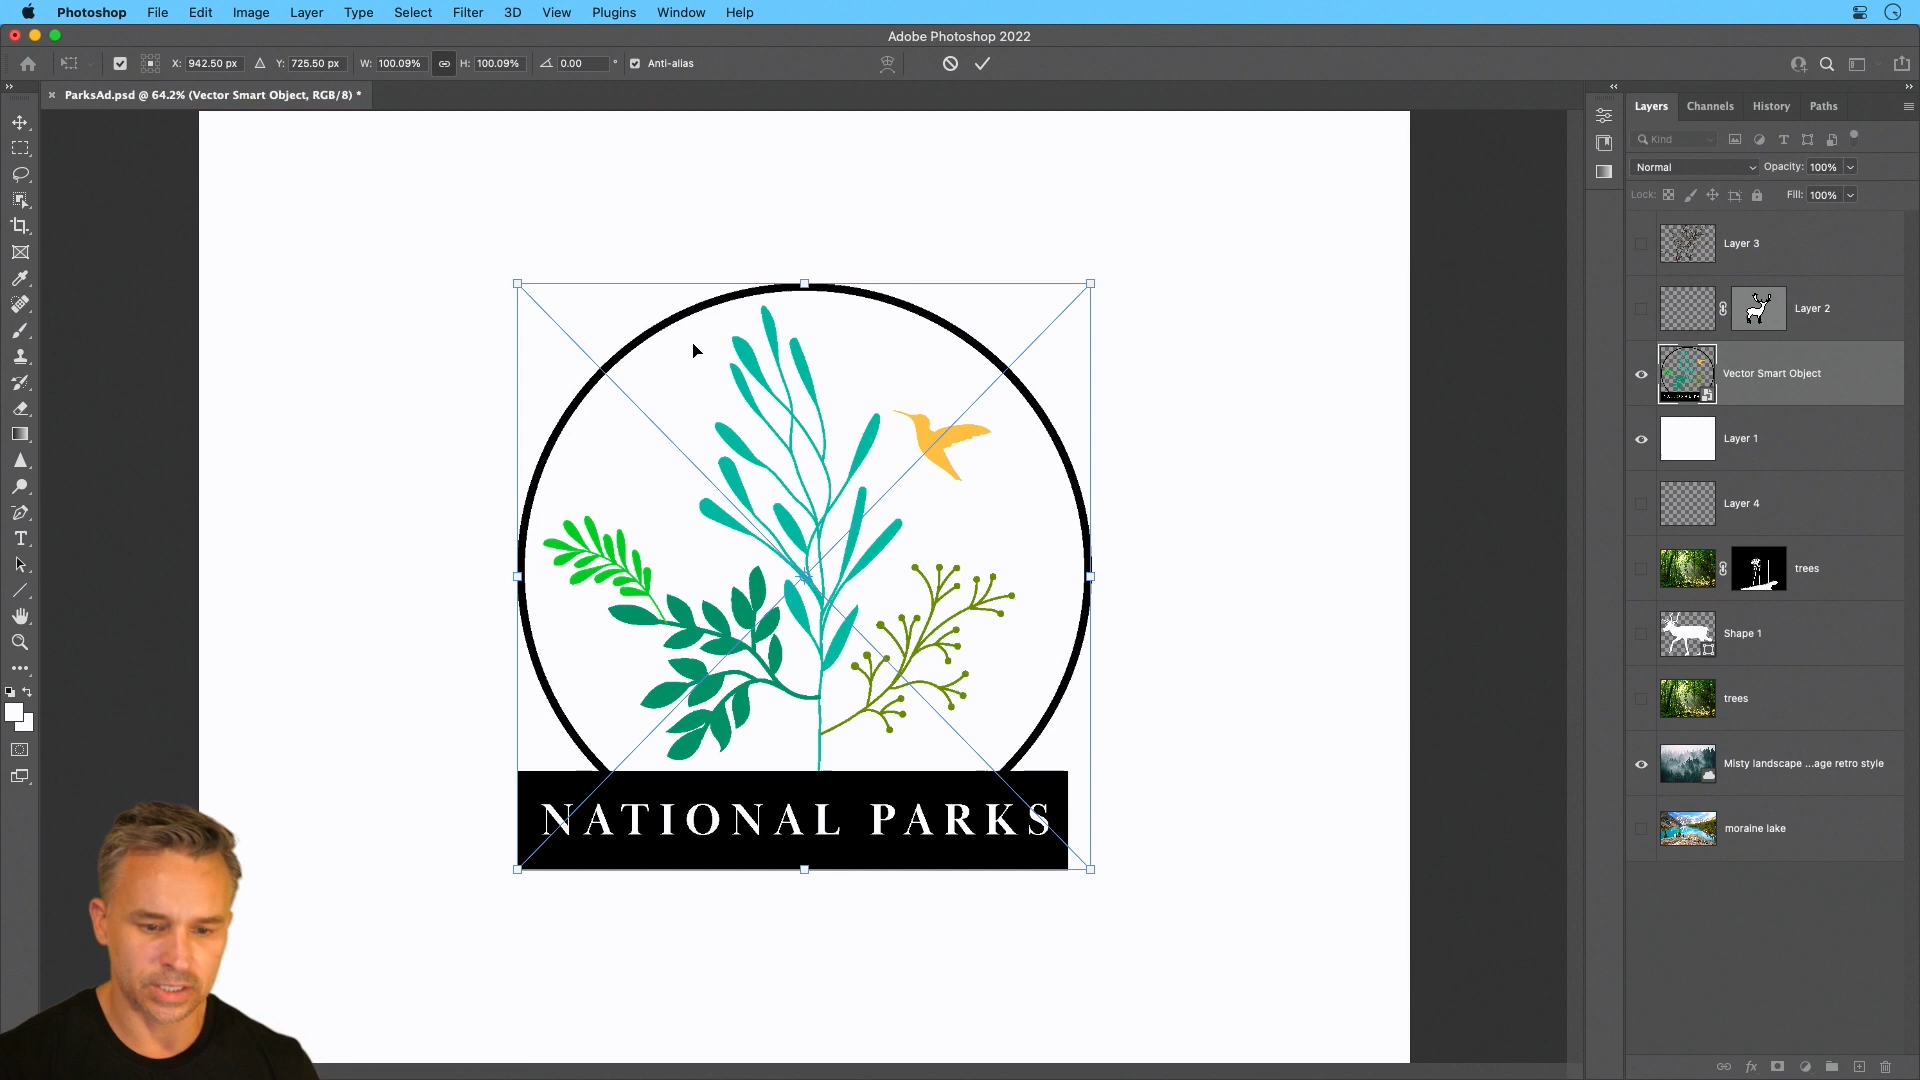 Photoshop File Edit Image Layer Type Select Filter 3D View Plugins Window Help
Adobe Photoshop 2022
X: 942.50 px Y: 725.50 px W: 100.09% H: 100.09% 0.00 ° Anti-alias
ParksAd.psd @ 64.2% (Vector Smart Object, RGB/8) *
Layers Channels History Paths
Kind
Normal Opacity: 100%
Lock: Fill: 100%
Layer 3
Layer 2
Vector Smart Object
Layer 1
Layer 4
trees
Shape 1
trees
Misty landscape ...age retro style
moraine lake
NATIONAL PARKS